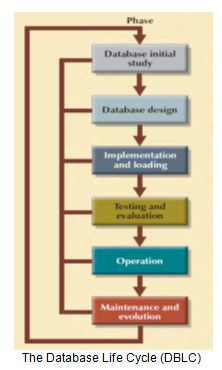 Phase
Database initial
study
Database design
Implementation
and loading
Testing and
evaluation
Operation
Maintenance and
evolution
The Database Life Cycle (DBLC)